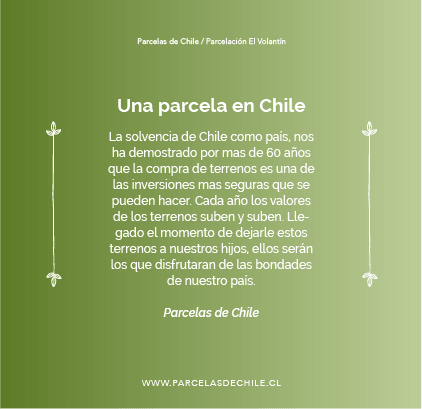 Parcelas de Chile / Parcelación El Volantín
Una parcela en Chile
La solvencia de Chile como país, nos
ha demostrado por mas de 60 años
que la compra de terrenos es una de
las inversiones mas seguras que se
pueden hacer. Cada año los valores
de los terrenos suben y suben. Lle-
gado el momento de dejarle estos
terrenos a nuestros hijos, ellos serán
los que disfrutaran de las bondades
de nuestro país.
Parcelas de Chile
WWW.PARCELASDECHILE.CL